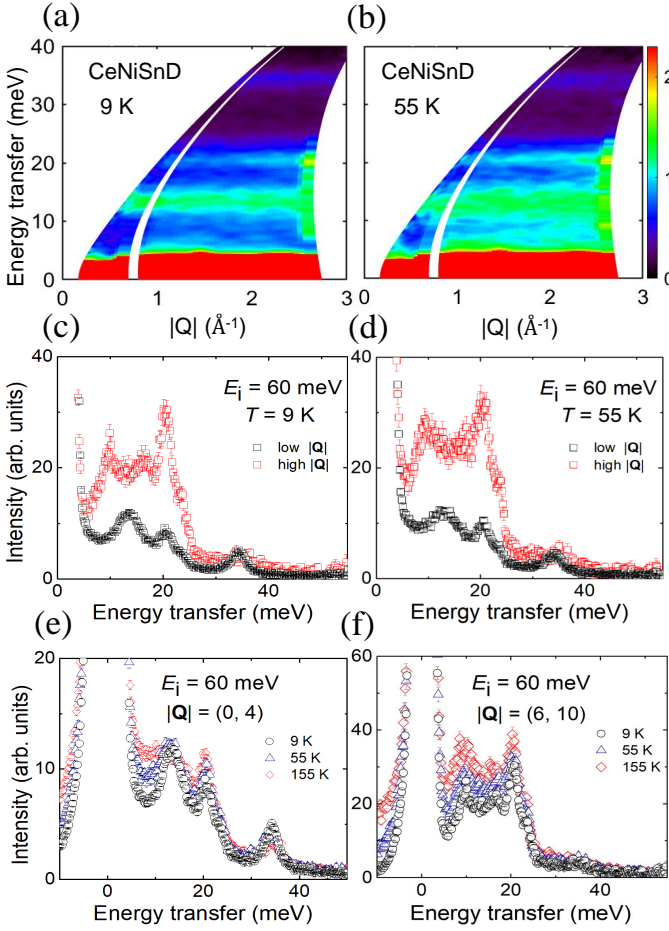 (a)
(b)
CeNiSnD
9 K
CeNiSnD
55 K
Energy transfer (meV)
40
30
20
10
0
0
1
2
3
|Q| (Å⁻¹)
0
1
2
3
|Q| (Å⁻¹)
2
1
0
(c)
(d)
Intensity (arb. units)
40
20
0
Eᵢ = 60 meV
T = 9 K
low |Q|
high |Q|
0
20
40
Energy transfer (meV)
40
20
0
Eᵢ = 60 meV
T = 55 K
low |Q|
high |Q|
0
20
40
Energy transfer (meV)
(e)
(f)
Intensity (arb. units)
20
10
0
Eᵢ = 60 meV
|Q| = (0, 4)
9 K
55 K
155 K
0
20
40
Energy transfer (meV)
60
40
20
0
Eᵢ = 60 meV
|Q| = (6, 10)
9 K
55 K
155 K
0
20
40
Energy transfer (meV)